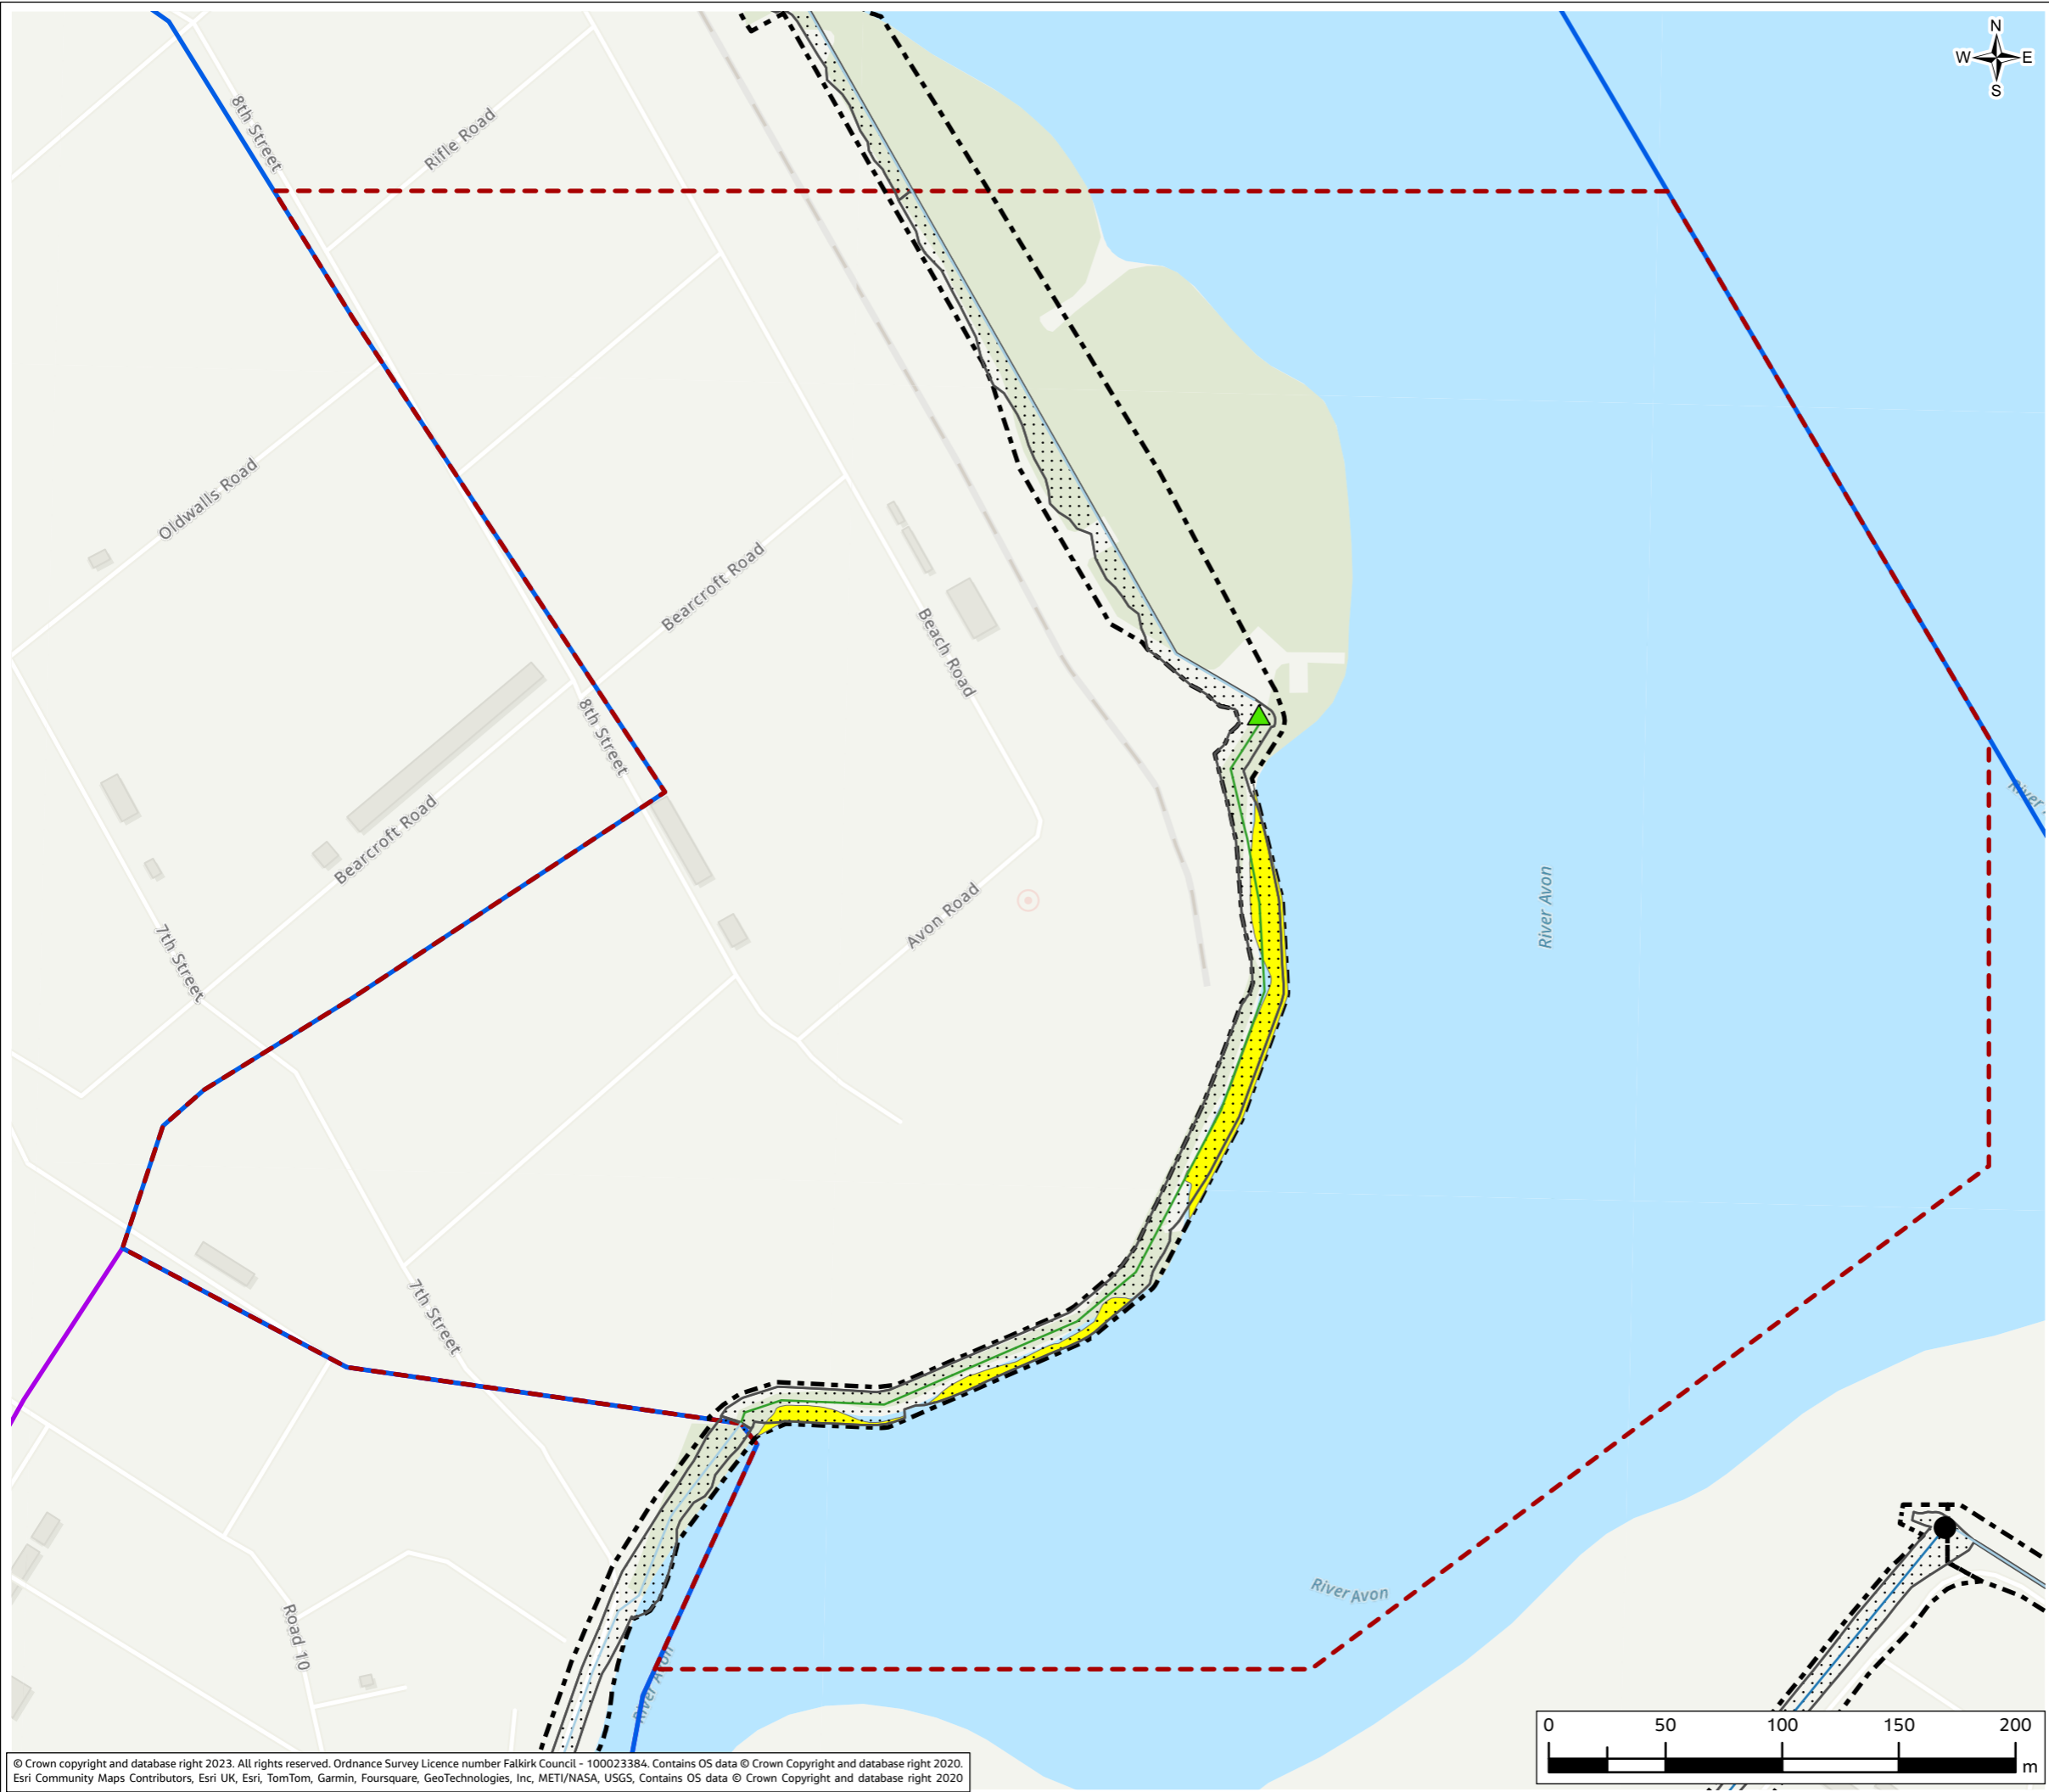 N
W E
S
8th Street
Rifle Road
Oldwalls Road
Bearcroft Road
Beach Road
8th Street
Bearcroft Road
River
River Avon
Avon Road
7th Street
7th Street
River Avon
Road 10
River Avon
0 50 100 150 200
m
© Crown copyright and database right 2023. All rights reserved. Ordnance Survey Licence number Falkirk Council - 100023384. Contains OS data © Crown Copyright and database right 2020.
Esri Community Maps Contributors, Esri UK, Esri, TomTom, Garmin, Foursquare, GeoTechnologies, Inc, METI/NASA, USGS, Contains OS data © Crown Copyright and database right 2020